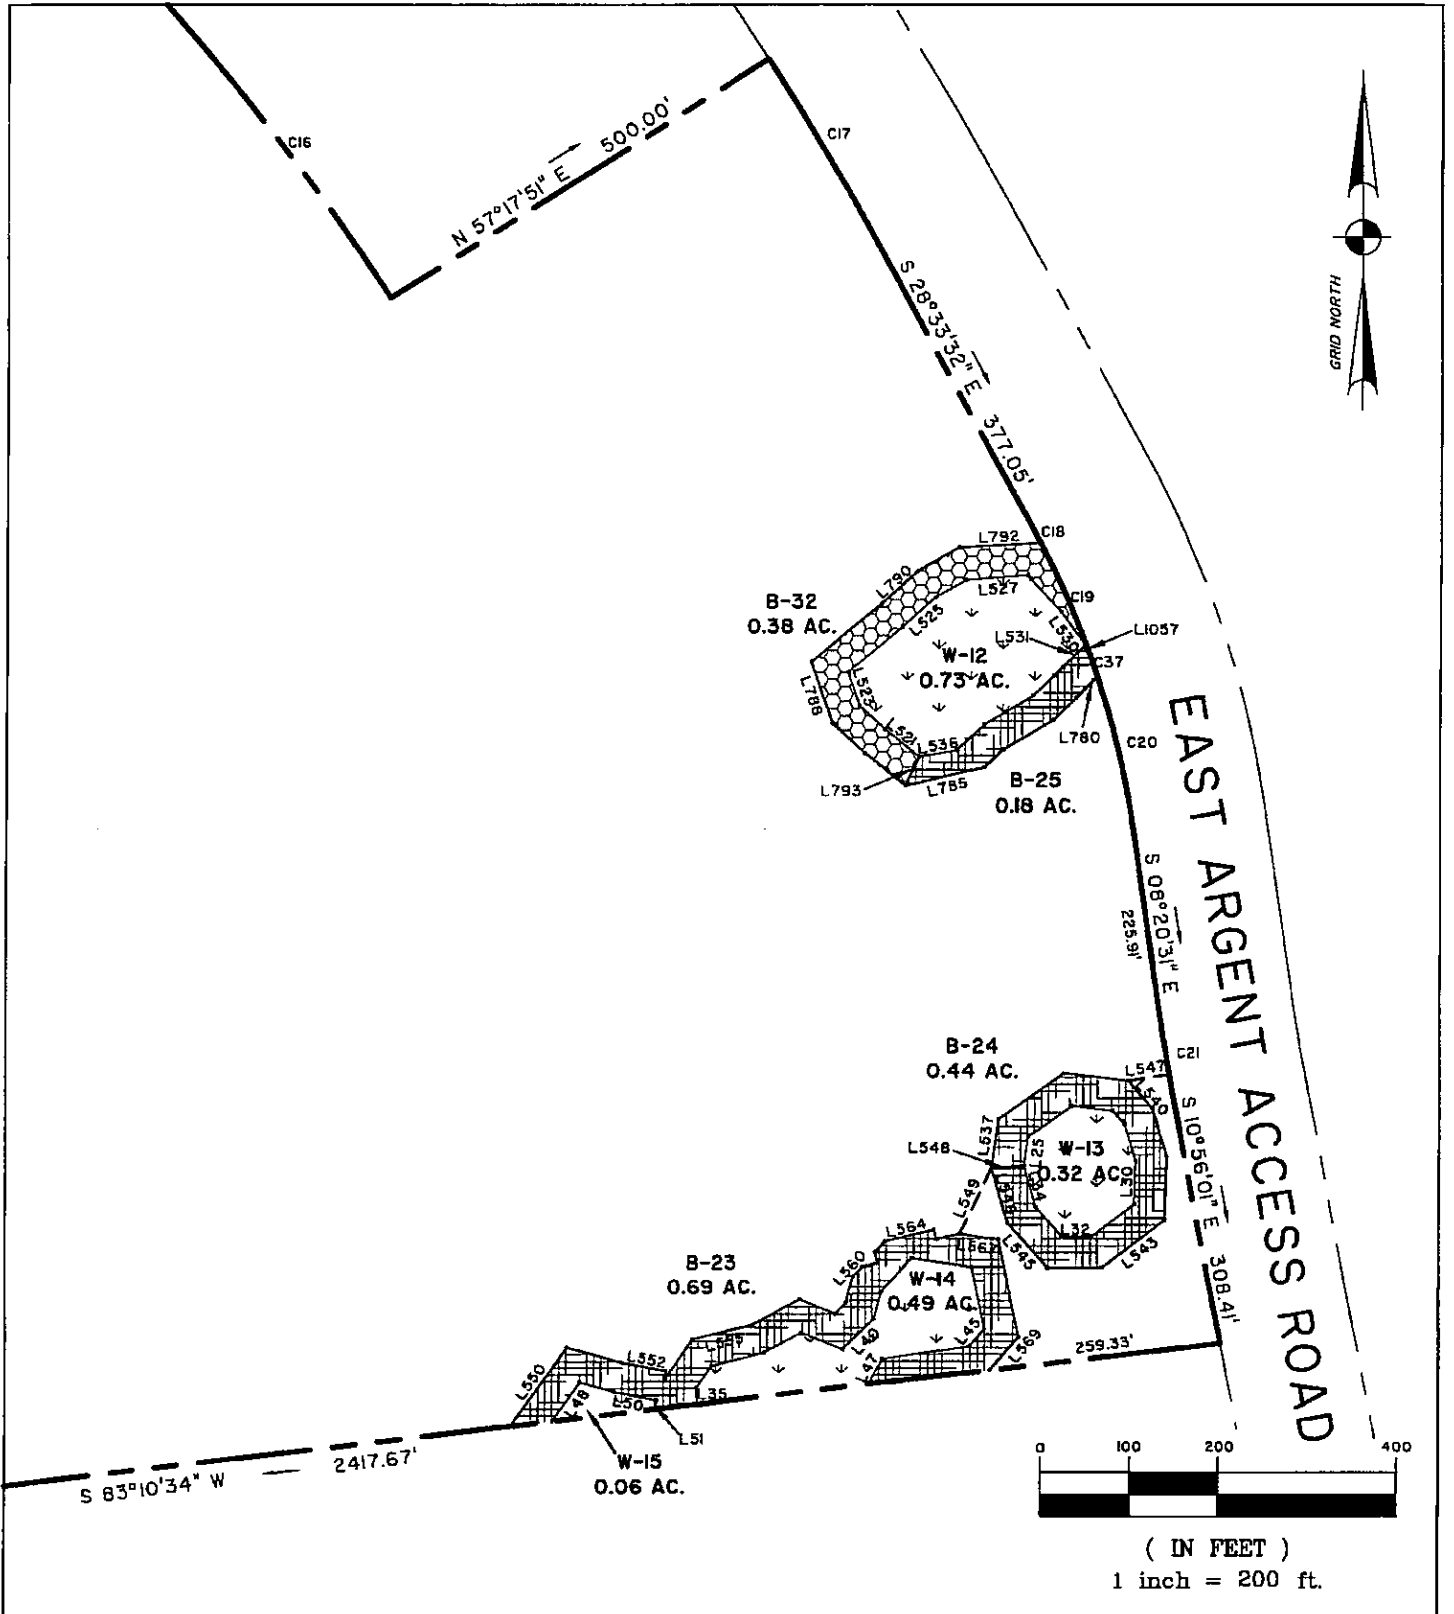 C16
N 57°17'51" E 500.00'
C17
GRID NORTH
S 28°33'32" E 377.05'
C18
L792
L790
L527
C19
B-32
0.38 AC.
L525
L530
L531
L1057
W-12
0.73 AC.
C37
L523
L788
L521
L536
L780
C20
L793
L785
B-25
0.18 AC.
EAST ARGENT ACCESS ROAD
S 08°20'31" E
225.91'
C21
B-24
0.44 AC.
L547
L540
S 10°56'01" E 308.41'
L537
L548
L25
W-13
0.32 AC.
L30
L549
L32
L545
L543
L564
L560
B-23
0.69 AC.
W-14
0.49 AC.
L40
L45
L569
L47
259.33'
L552
L550
L48
L50
L35
L51
W-15
0.06 AC.
S 83°10'34" W 2417.67'
0 100 200 400
( IN FEET )
1 inch = 200 ft.